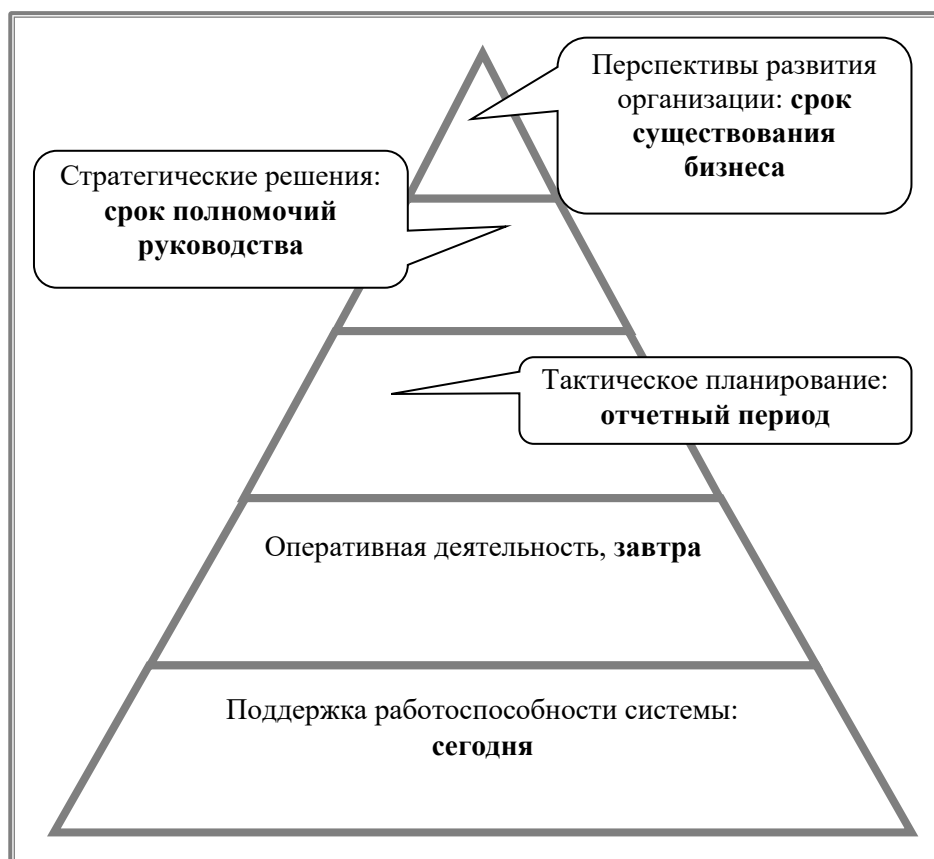 Перспективы развития
организации: срок
существования
бизнеса
Стратегические решения:
срок полномочий
руководства
Тактическое планирование:
отчетный период
Оперативная деятельность, завтра
Поддержка работоспособности системы:
сегодня